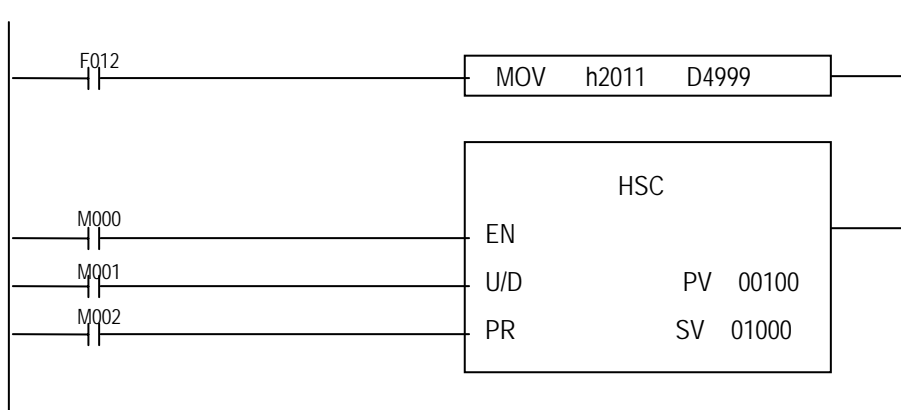 F012
MOV h2011 D4999
HSC
M000
EN
M001
U/D PV 00100
M002
PR SV 01000